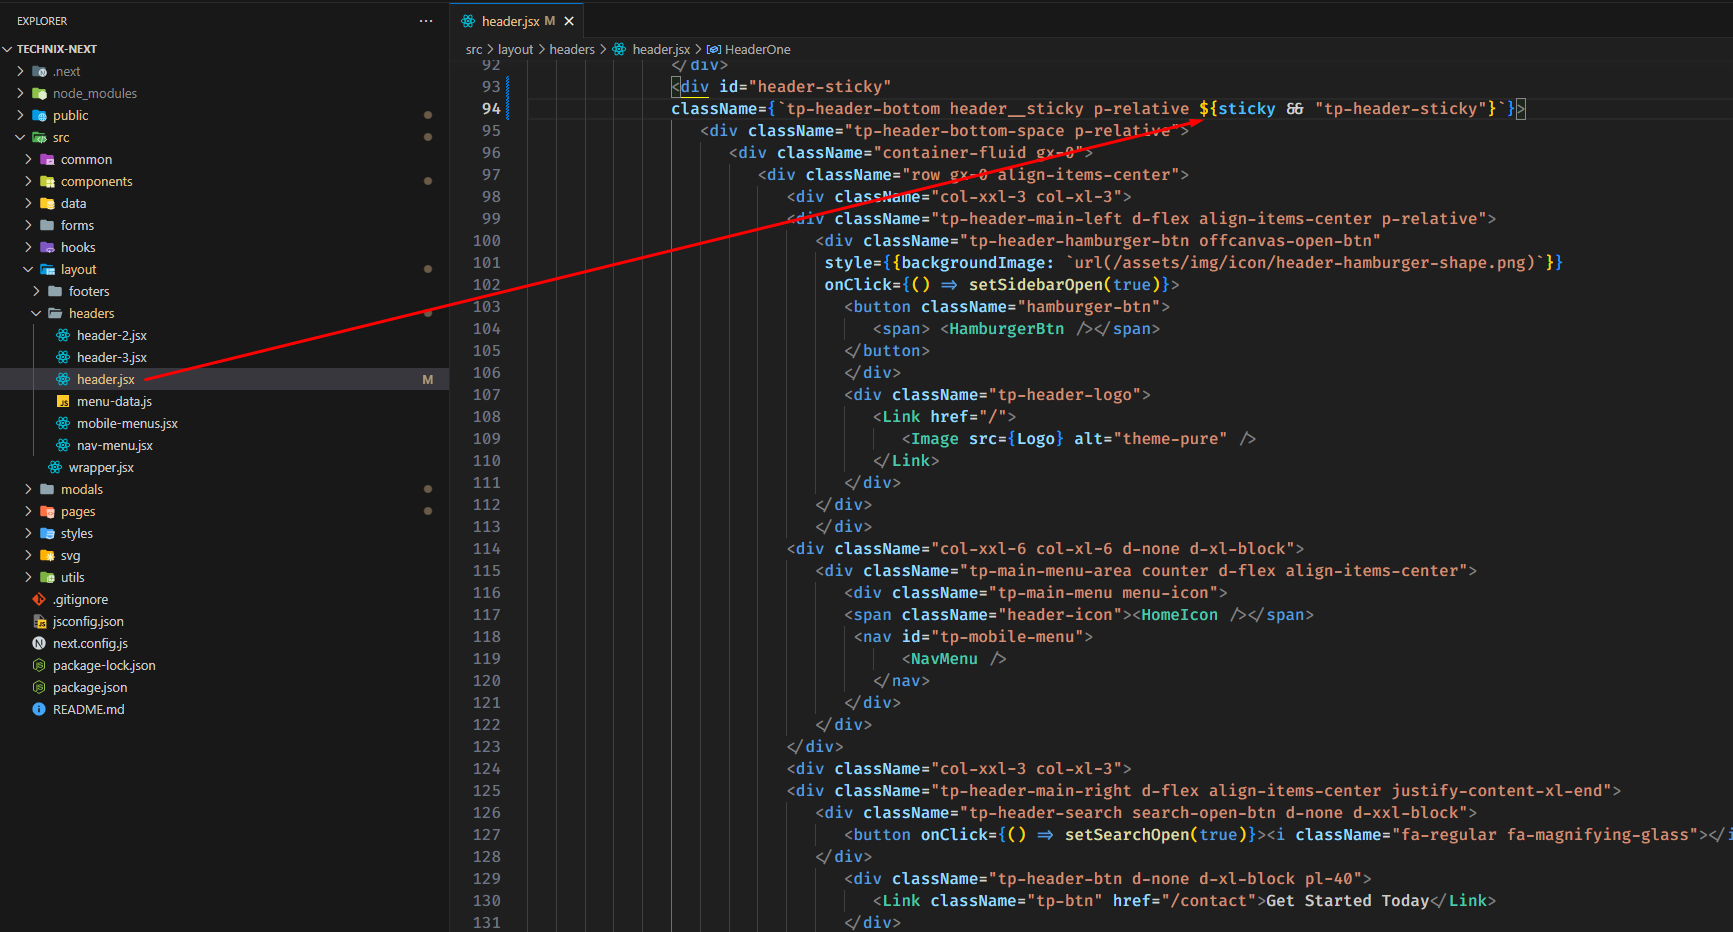 EXPLORER
TECHNIX-NEXT
.next
node_modules
public
src
common
components
data
forms
hooks
layout
footers
headers
header-2.jsx
header-3.jsx
header.jsx M
menu-data.js
mobile-menus.jsx
nav-menu.jsx
wrapper.jsx
modals
pages
styles
svg
utils
.gitignore
jsconfig.json
next.config.js
package-lock.json
package.json
README.md
header.jsx M
src > layout > headers > header.jsx > HeaderOne
92 </div>
93 <div id="header-sticky"
94 className={`tp-header-bottom header__sticky p-relative ${sticky && "tp-header-sticky"}`}>
95 <div className="tp-header-bottom-space p-relative">
96 <div className="container-fluid gx-0">
97 <div className="row gx-0 align-items-center">
98 <div className="col-xxl-3 col-xl-3">
99 <div className="tp-header-main-left d-flex align-items-center p-relative">
100 <div className="tp-header-hamburger-btn offcanvas-open-btn"
101 style={{backgroundImage: `url(/assets/img/icon/header-hamburger-shape.png)`}}
102 onClick={() => setSidebarOpen(true)}>
103 <button className="hamburger-btn">
104 <span> <HamburgerBtn /></span>
105 </button>
106 </div>
107 <div className="tp-header-logo">
108 <Link href="/">
109 <Image src={Logo} alt="theme-pure" />
110 </Link>
111 </div>
112 </div>
113 </div>
114 <div className="col-xxl-6 col-xl-6 d-none d-xl-block">
115 <div className="tp-main-menu-area counter d-flex align-items-center">
116 <div className="tp-main-menu menu-icon">
117 <span className="header-icon"><HomeIcon /></span>
118 <nav id="tp-mobile-menu">
119 <NavMenu />
120 </nav>
121 </div>
122 </div>
123 </div>
124 <div className="col-xxl-3 col-xl-3">
125 <div className="tp-header-main-right d-flex align-items-center justify-content-xl-end">
126 <div className="tp-header-search search-open-btn d-none d-xxl-block">
127 <button onClick={() => setSearchOpen(true)}><i className="fa-regular fa-magnifying-glass"></i
128 </div>
129 <div className="tp-header-btn d-none d-xl-block pl-40">
130 <Link className="tp-btn" href="/contact">Get Started Today</Link>
131 </div>